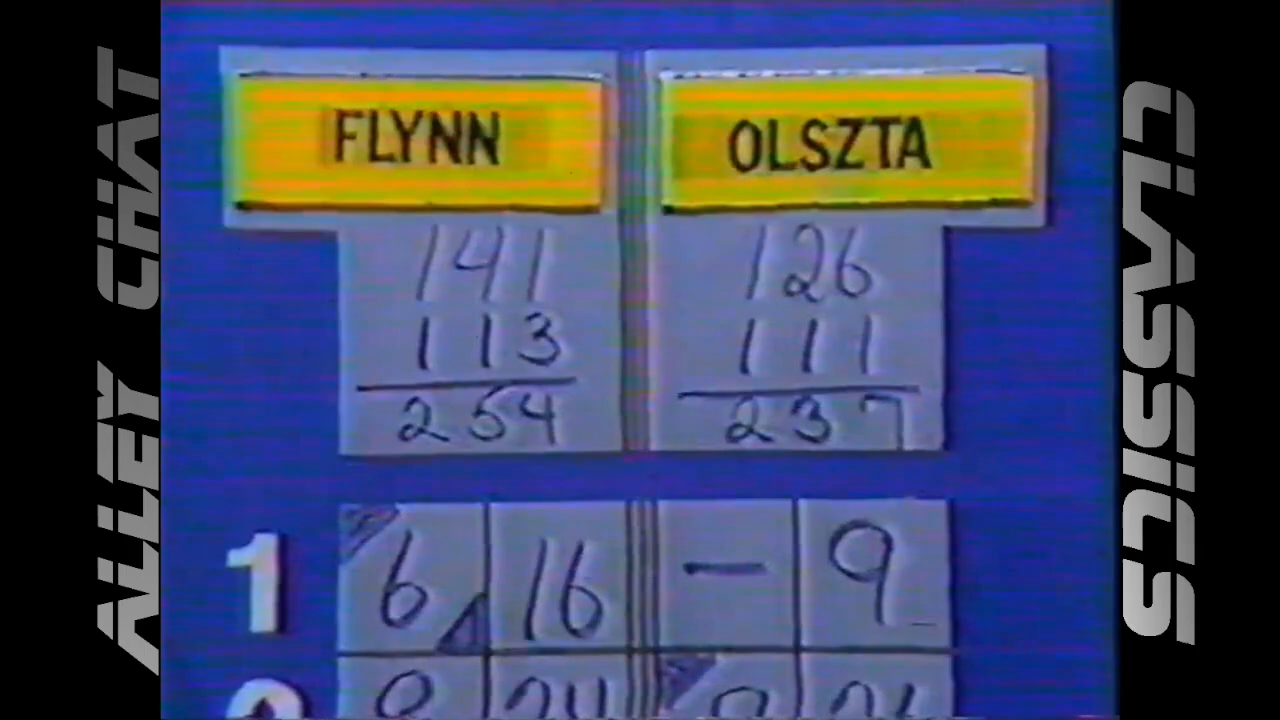 ALLEY CHAT
FLYNN OLSZTA
141 126
113 111
254 237
1 6 16 – 9
CLASSICS